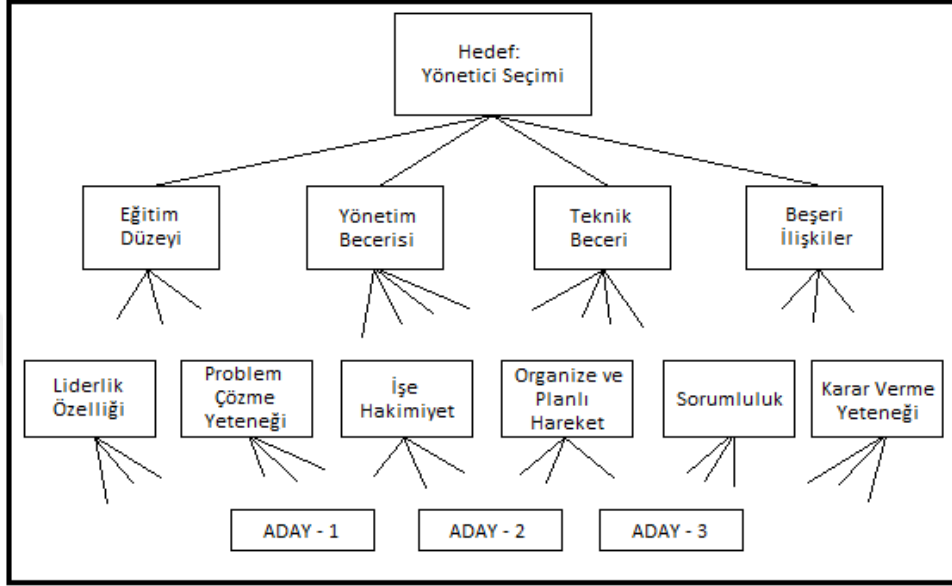 Hedef:
Yönetici Seçimi
Eğitim
Düzeyi
Yönetim
Becerisi
Teknik
Beceri
Beşeri
İlişkiler
Liderlik
Özelliği
Problem
Çözme
Yeteneği
İşe
Hakimiyet
Organize ve
Planlı
Hareket
Sorumluluk
Karar Verme
Yeteneği
ADAY - 1
ADAY - 2
ADAY - 3